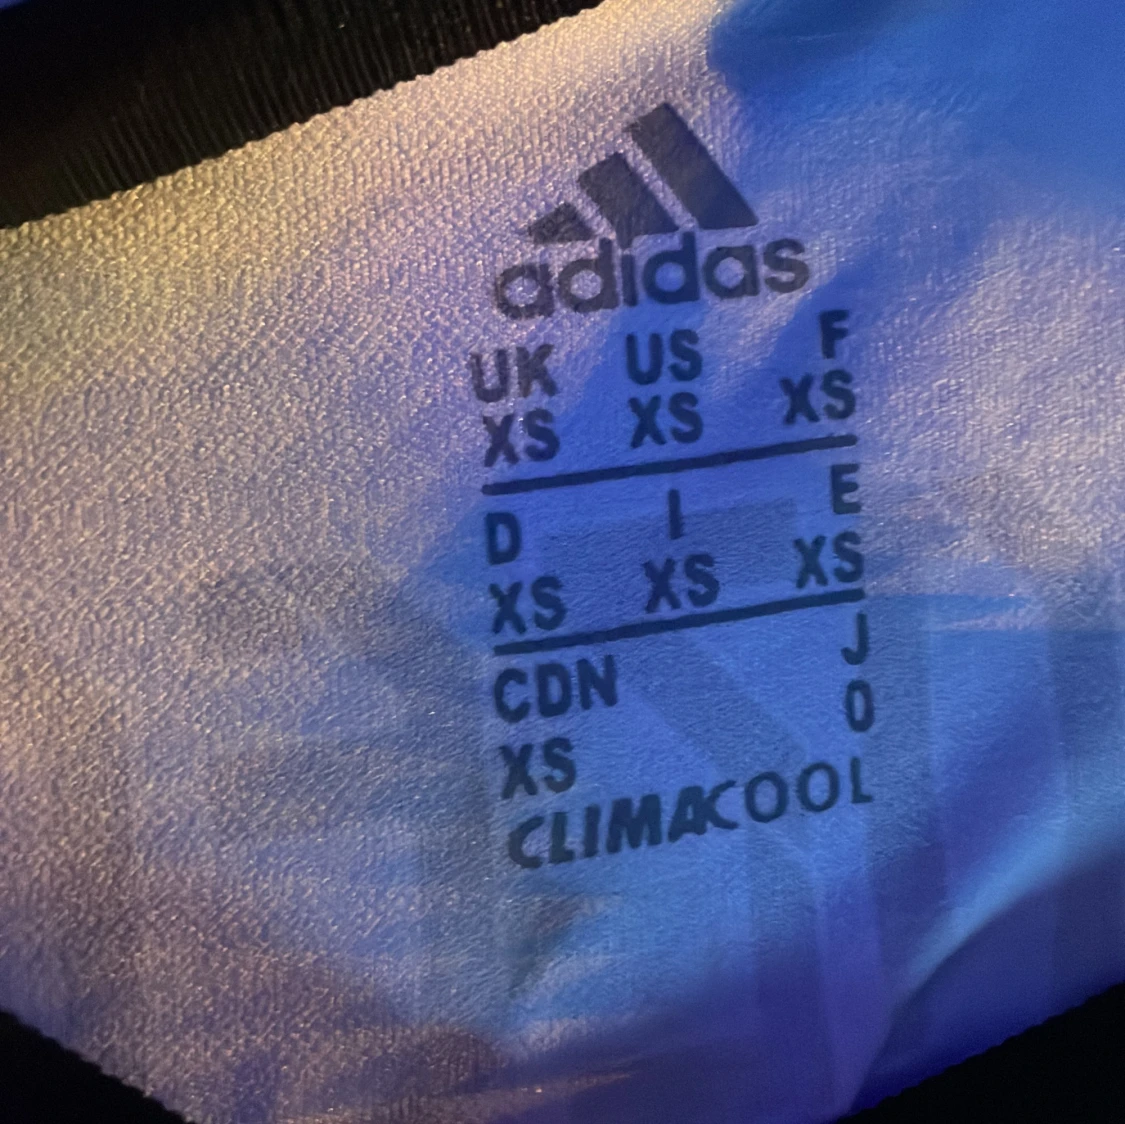 adidas
UK US F
XS XS XS
D I E
XS XS XS
CDN J
XS O
CLIMACOOL